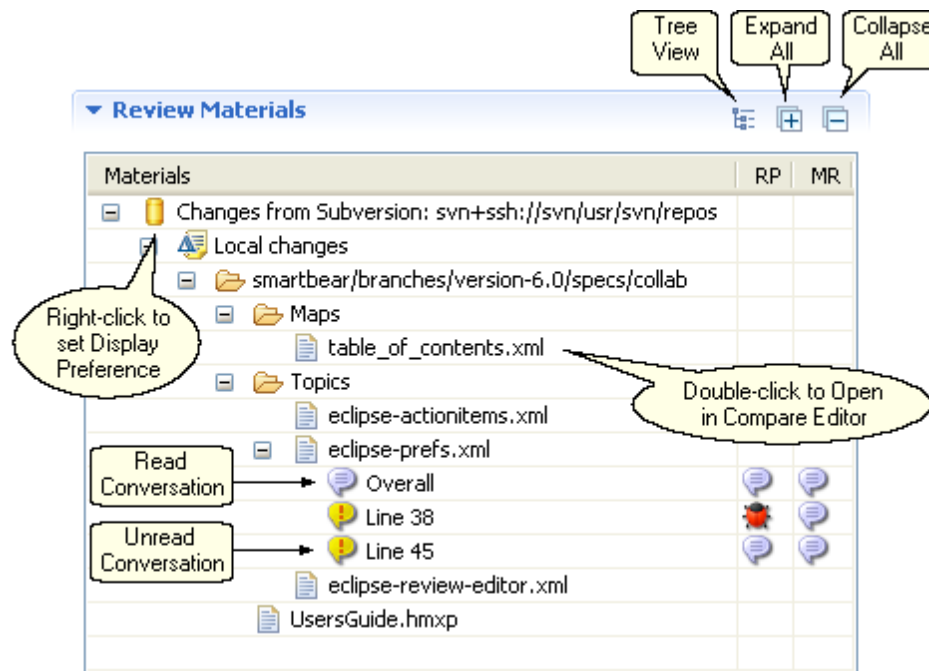 Tree
View
Expand
All
Collapse
All
Review Materials
Materials
RP
MR
Changes from Subversion: svn+ssh://svn/usr/svn/repos
Local changes
smartbear/branches/version-6.0/specs/collab
Right-click to
set Display
Preference
Maps
table_of_contents.xml
Topics
Double-click to Open
in Compare Editor
eclipse-actionitems.xml
eclipse-prefs.xml
Read
Conversation
Overall
Line 38
Unread
Conversation
Line 45
eclipse-review-editor.xml
UsersGuide.hmxp